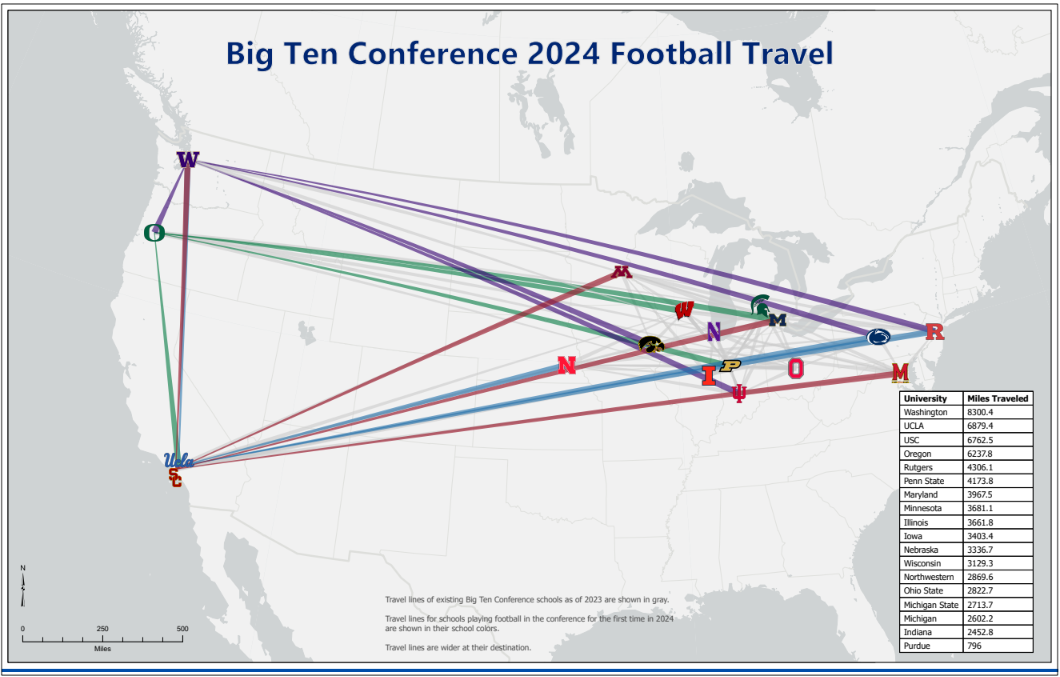 Big Ten Conference 2024 Football Travel
W
O
M
W
M
N
R
N
I
P
O
M
IU
Ucla
SC
University Miles Traveled
Washington 8300.4
UCLA 6879.4
USC 6762.5
Oregon 6237.8
Rutgers 4306.1
Penn State 4173.8
Maryland 3967.5
Minnesota 3681.1
Illinois 3661.8
Iowa 3403.4
Nebraska 3336.7
Wisconsin 3129.3
Northwestern 2869.6
Ohio State 2822.7
Michigan State 2713.7
Michigan 2602.2
Indiana 2452.8
Purdue 796
N
0 250 500
Miles
Travel lines of existing Big Ten Conference schools as of 2023 are shown in gray.
Travel lines for schools playing football in the conference for the first time in 2024
are shown in their school colors.
Travel lines are wider at their destination.